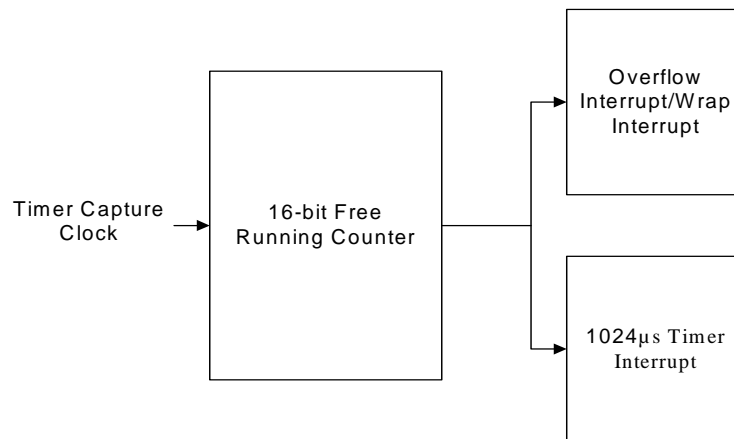 Timer Capture
Clock
16-bit Free
Running Counter
Overflow
Interrupt/Wrap
Interrupt
1024µs Timer
Interrupt